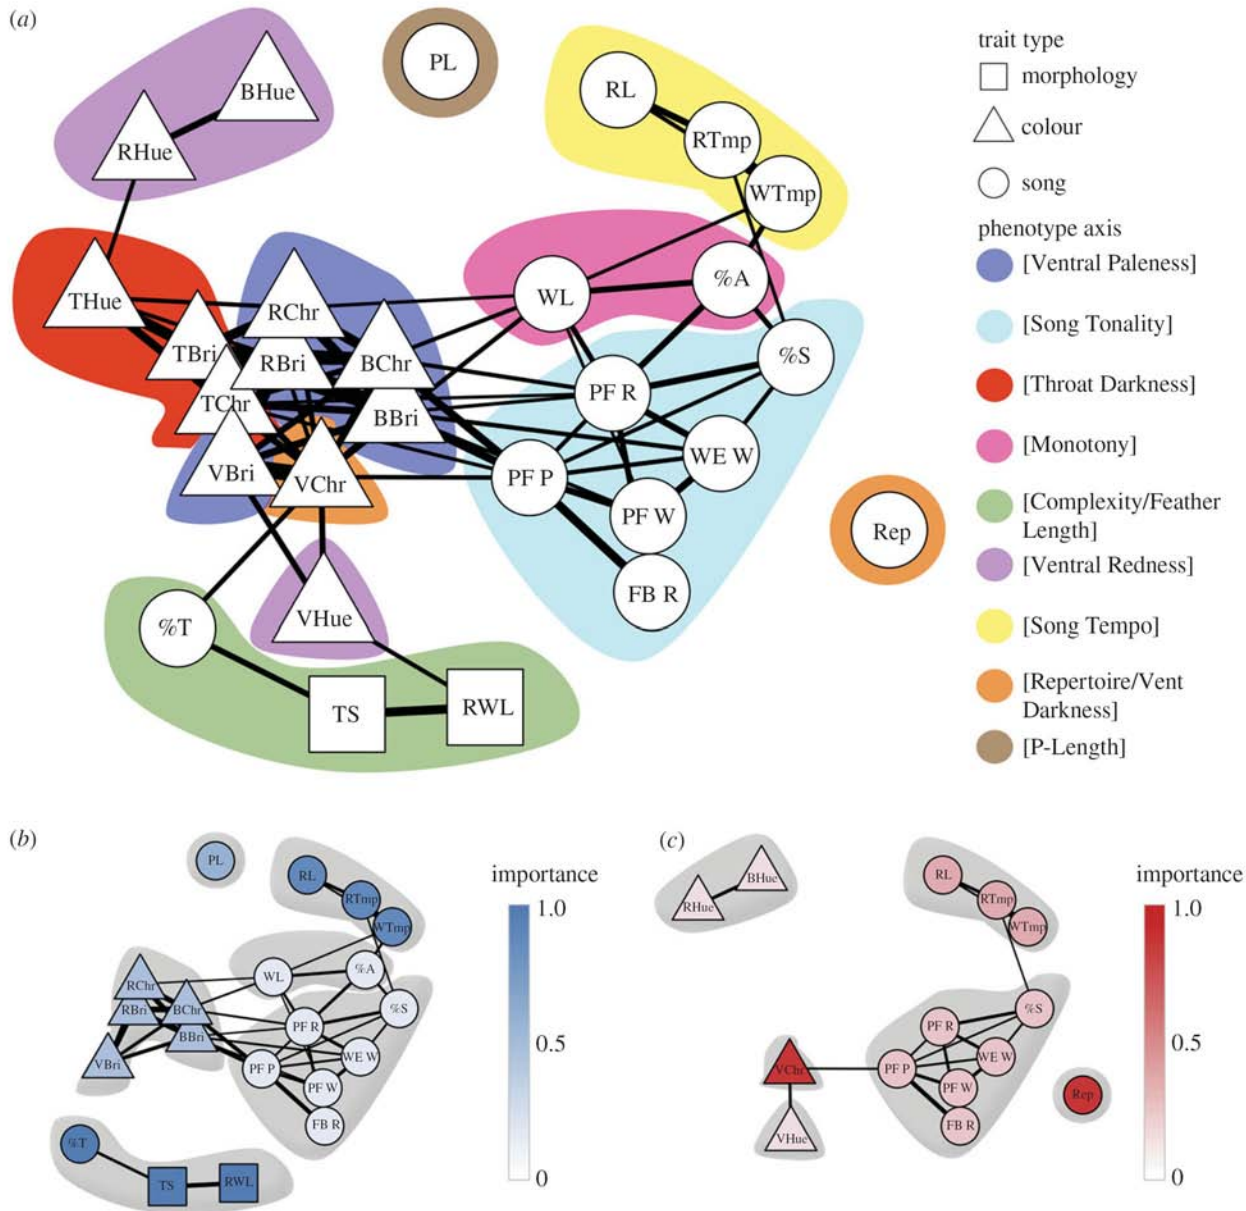 (a)
PL
BHue
RHue
RL
RTmp
WTmp
THue
TBri
TChr
RChr
RBri
BChr
BBri
VBri
VChr
WL
%A
%S
PF R
PF P
WE W
PF W
FB R
Rep
%T
VHue
TS
RWL
trait type
morphology
colour
song
phenotype axis
[Ventral Paleness]
[Song Tonality]
[Throat Darkness]
[Monotony]
[Complexity/Feather
Length]
[Ventral Redness]
[Song Tempo]
[Repertoire/Vent
Darkness]
[P-Length]
(b)
PL
RL
RTmp
WTmp
RChr
RBri
BChr
BBri
VBri
WL
%A
%S
PF R
PF P
WE W
PF W
FB R
%T
TS
RWL
importance
1.0
0.5
0
(c)
BHue
RHue
RL
RTmp
WTmp
%S
PF R
WE W
PF P
PF W
FB R
VChr
VHue
Rep
importance
1.0
0.5
0